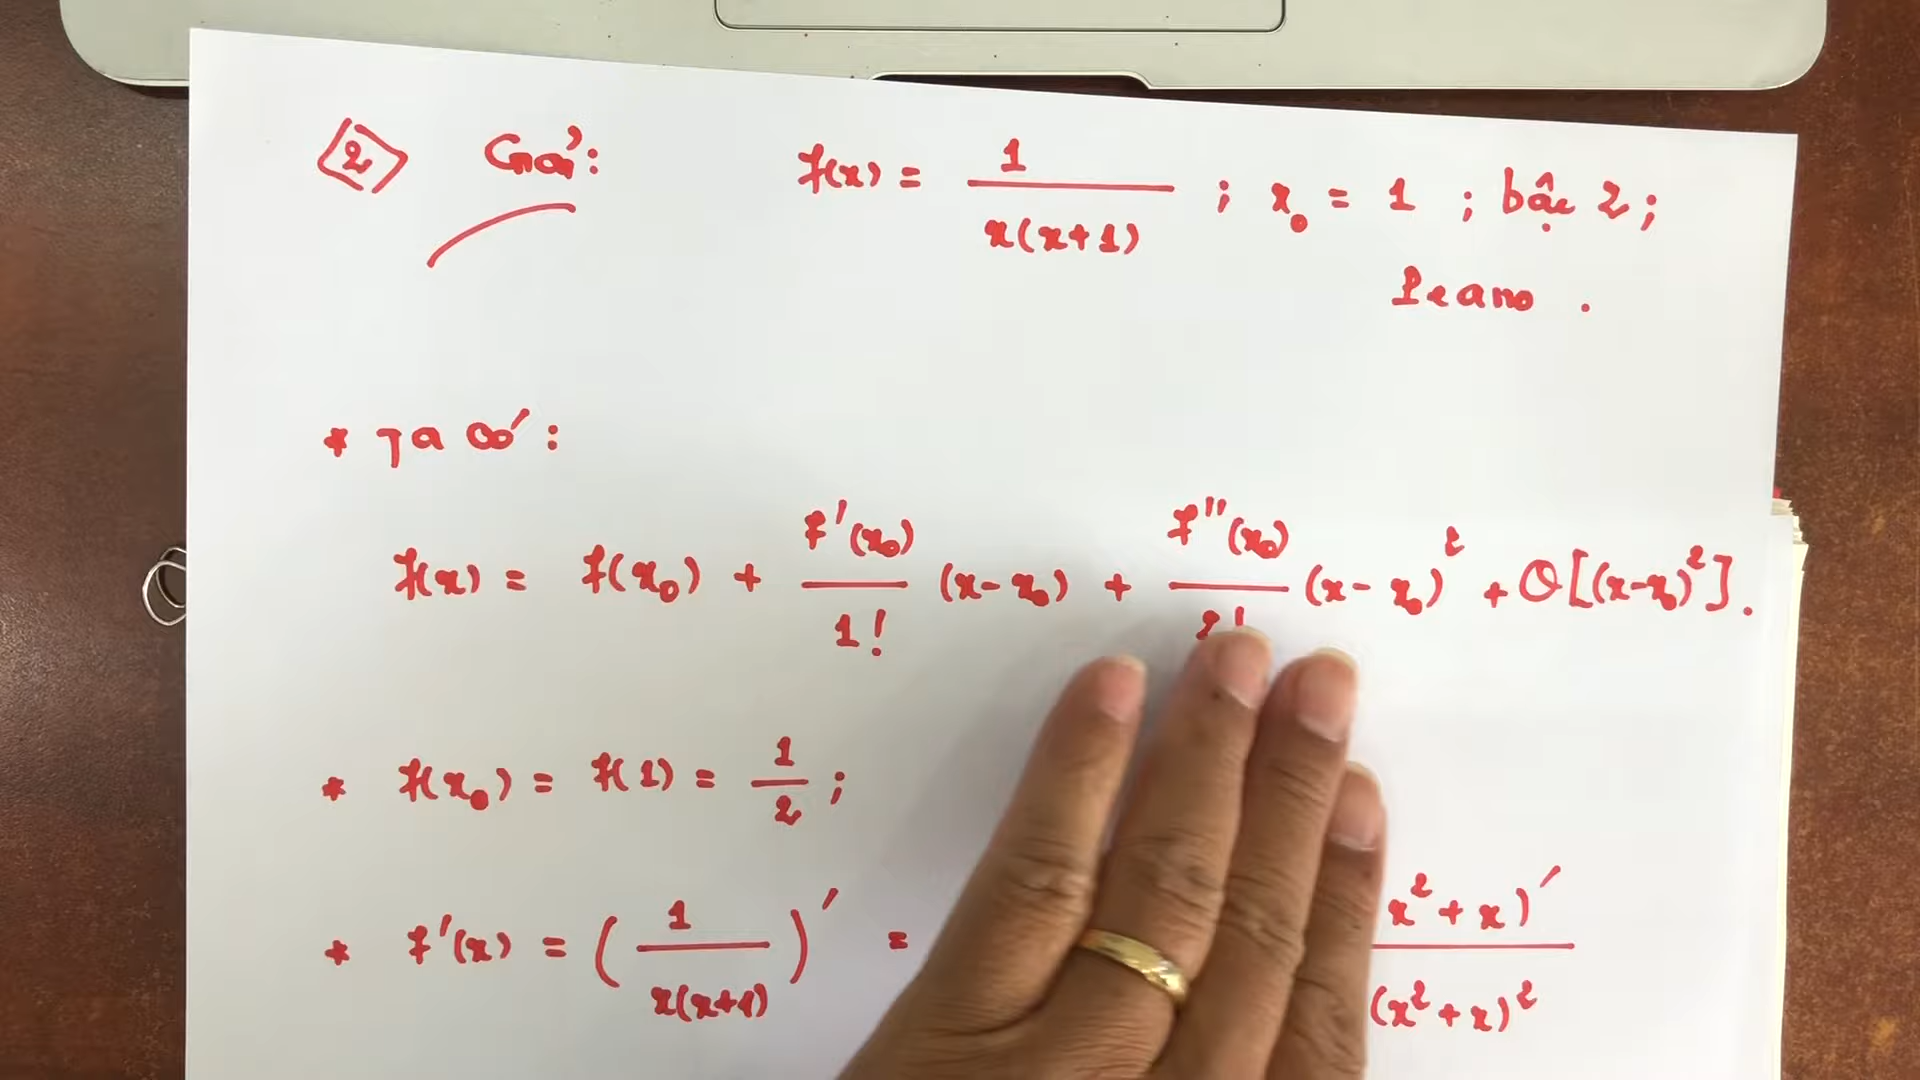 2 Giải: f(x) = 1/(x(x+1)) ; x₀ = 1 ; bậc 2 ;
Peano .
* Ta có :
f(x) = f(x₀) + f'(x₀)/1! (x-x₀) + f''(x₀)/2! (x-x₀)² + O[(x-x₀)²] .
* f(x₀) = f(1) = 1/2 ;
* f'(x) = (1/(x(x+1)))' = x²+x)'/(x²+x)²